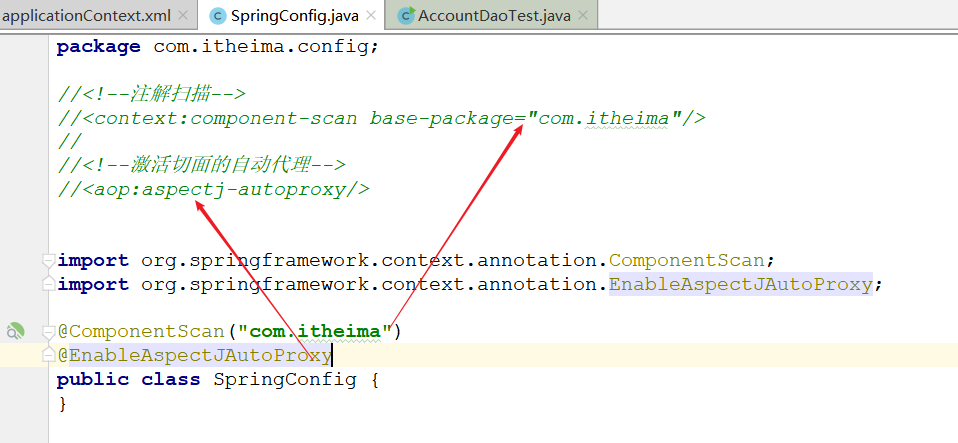 applicationContext.xml SpringConfig.java AccountDaoTest.java
package com.itheima.config;
//<!--注解扫描-->
//<context:component-scan base-package="com.itheima"/>
//
//<!--激活切面的自动代理-->
//<aop:aspectj-autoproxy/>
import org.springframework.context.annotation.ComponentScan;
import org.springframework.context.annotation.EnableAspectJAutoProxy;
@ComponentScan("com.itheima")
@EnableAspectJAutoProxy
public class SpringConfig {
}